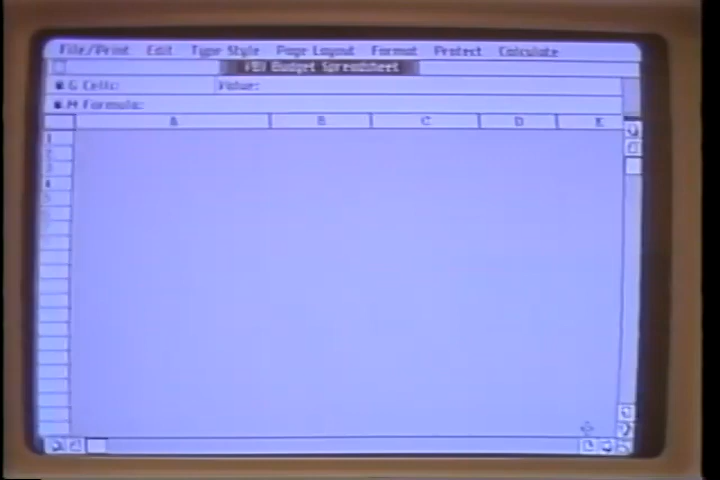 File/Print Edit Type Style Page Layout Format Protect Calculate
Budget Spreadsheet
Cells: Value:
Formula:
A B C D E
1
2
3
4